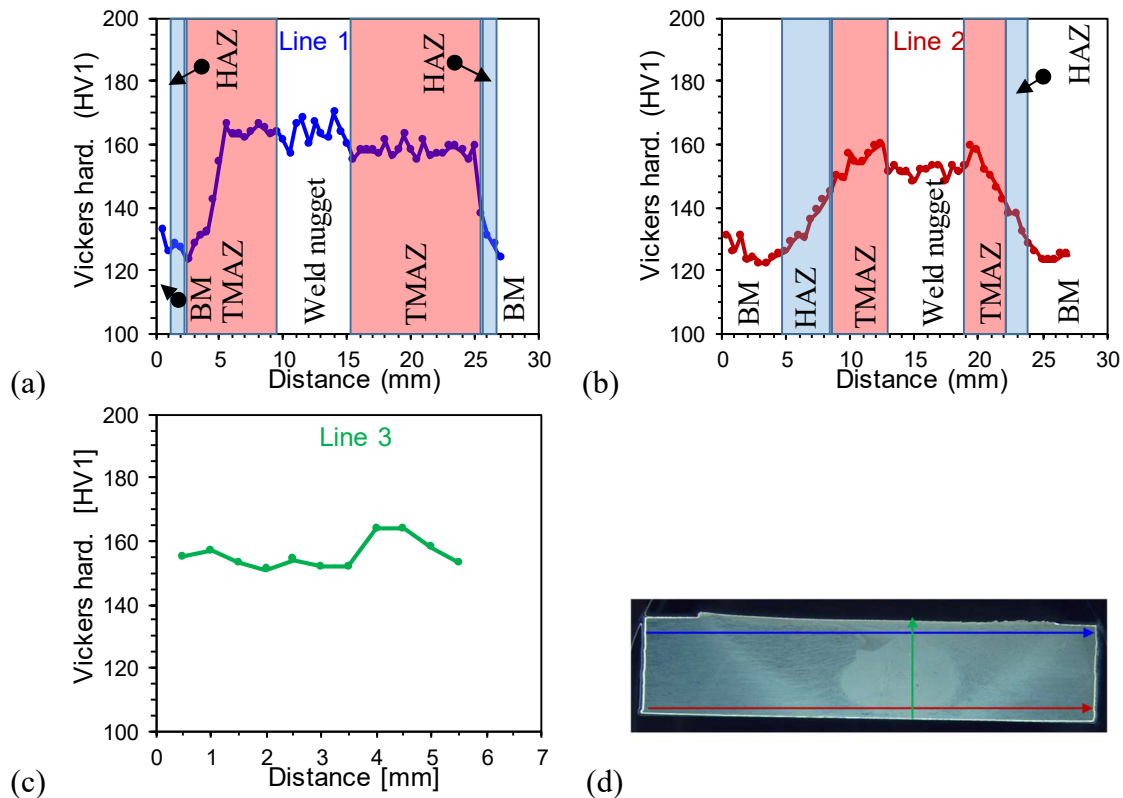 (a)
Vickers hard. (HV1)
200
180
160
140
120
100
Line 1
HAZ
HAZ
BM
TMAZ
Weld nugget
TMAZ
BM
0 5 10 15 20 25 30
Distance (mm)
(b)
Vickers hard. (HV1)
200
180
160
140
120
100
Line 2
HAZ
BM
HAZ
TMAZ
Weld nugget
TMAZ
BM
0 5 10 15 20 25 30
Distance (mm)
(c)
Vickers hard. [HV1]
200
180
160
140
120
100
Line 3
0 1 2 3 4 5 6 7
Distance [mm]
(d)